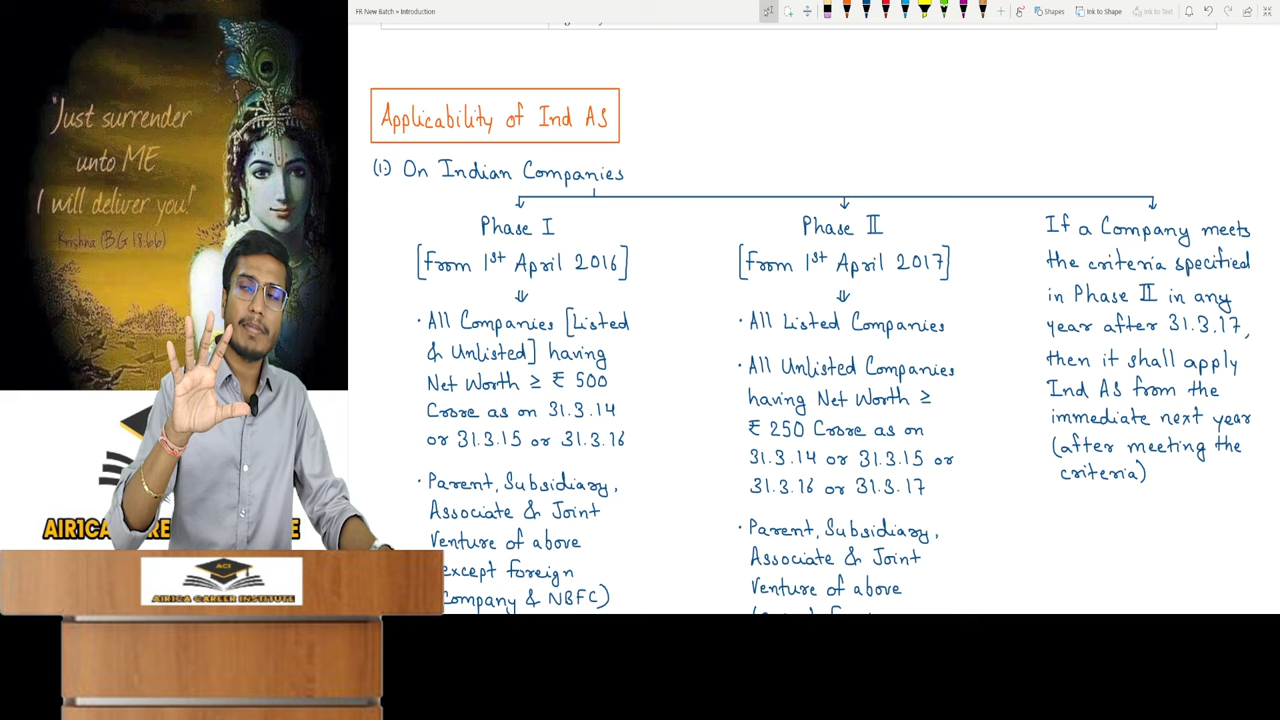 FR New Batch » Introduction
Shapes
Ink to Shape
Ink to Text
"Just surrender
unto ME
I will deliver you!"
Krishna (BG 18:66)
Applicability of Ind AS
(1.) On Indian Companies
Phase I
[from 1st April 2016]
⇓
· All Companies [Listed
& Unlisted] having
Net Worth ≥ ₹ 500
Crore as on 31.3.14
or 31.3.15 or 31.3.16
· Parent, Subsidiary,
Associate & Joint
Venture of above
except foreign
Company & NBFC)
Phase II
[from 1st April 2017]
⇓
· All Listed Companies
· All Unlisted Companies
having Net Worth ≥
₹ 250 Crore as on
31.3.14 or 31.3.15 or
31.3.16 or 31.3.17
· Parent, Subsidiary,
Associate & Joint
Venture of above
If a Company meets
the criteria specified
in Phase II in any
year after 31.3.17,
then it shall apply
Ind AS from the
immediate next year
(after meeting the
criteria)
ACI
AIR1CA CAREER INSTITUTE